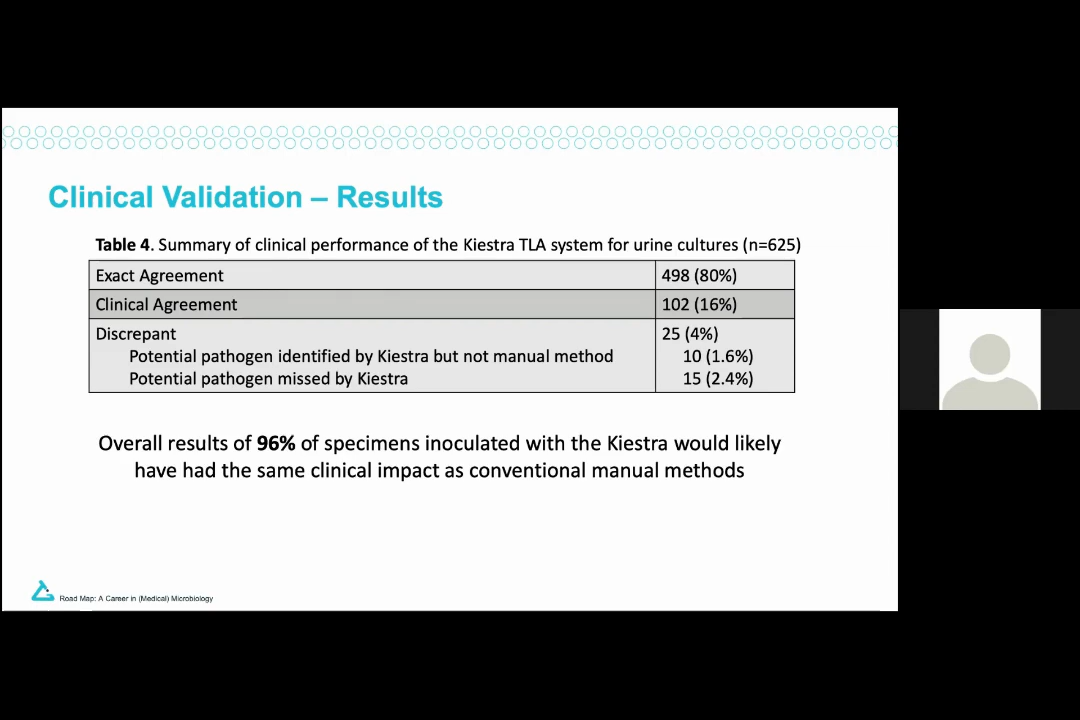 Clinical Validation – Results
Table 4. Summary of clinical performance of the Kiestra TLA system for urine cultures (n=625)
Exact Agreement 498 (80%)
Clinical Agreement 102 (16%)
Discrepant 25 (4%)
Potential pathogen identified by Kiestra but not manual method 10 (1.6%)
Potential pathogen missed by Kiestra 15 (2.4%)
Overall results of 96% of specimens inoculated with the Kiestra would likely
have had the same clinical impact as conventional manual methods
Road Map: A Career in (Medical) Microbiology